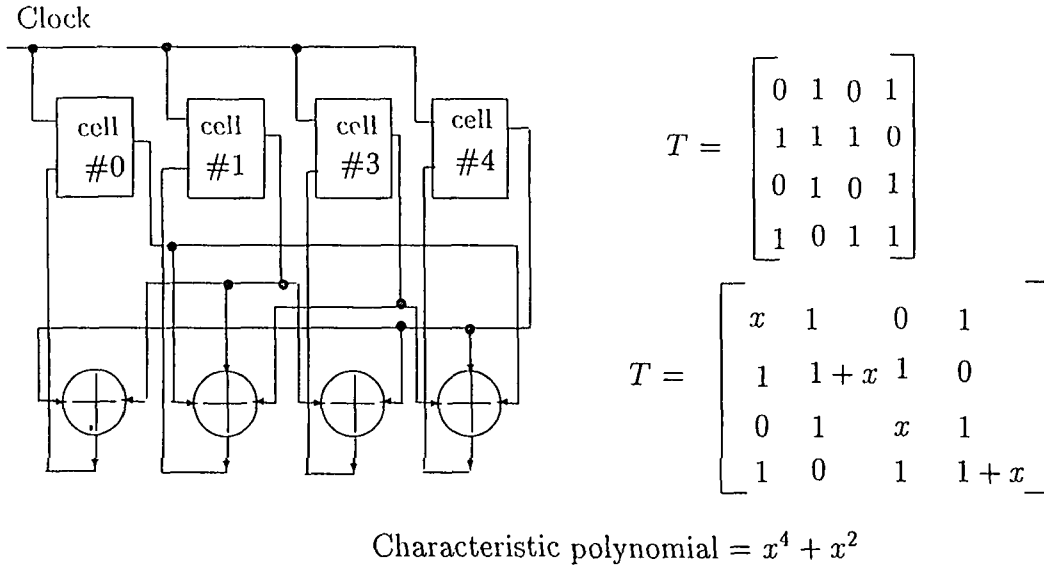 Clock
cell
#0
cell
#1
cell
#3
cell
#4
T =
0 1 0 1
1 1 1 0
0 1 0 1
1 0 1 1
T =
x 1 0 1
1 1 + x 1 0
0 1 x 1
1 0 1 1 + x
Characteristic polynomial = x⁴ + x²